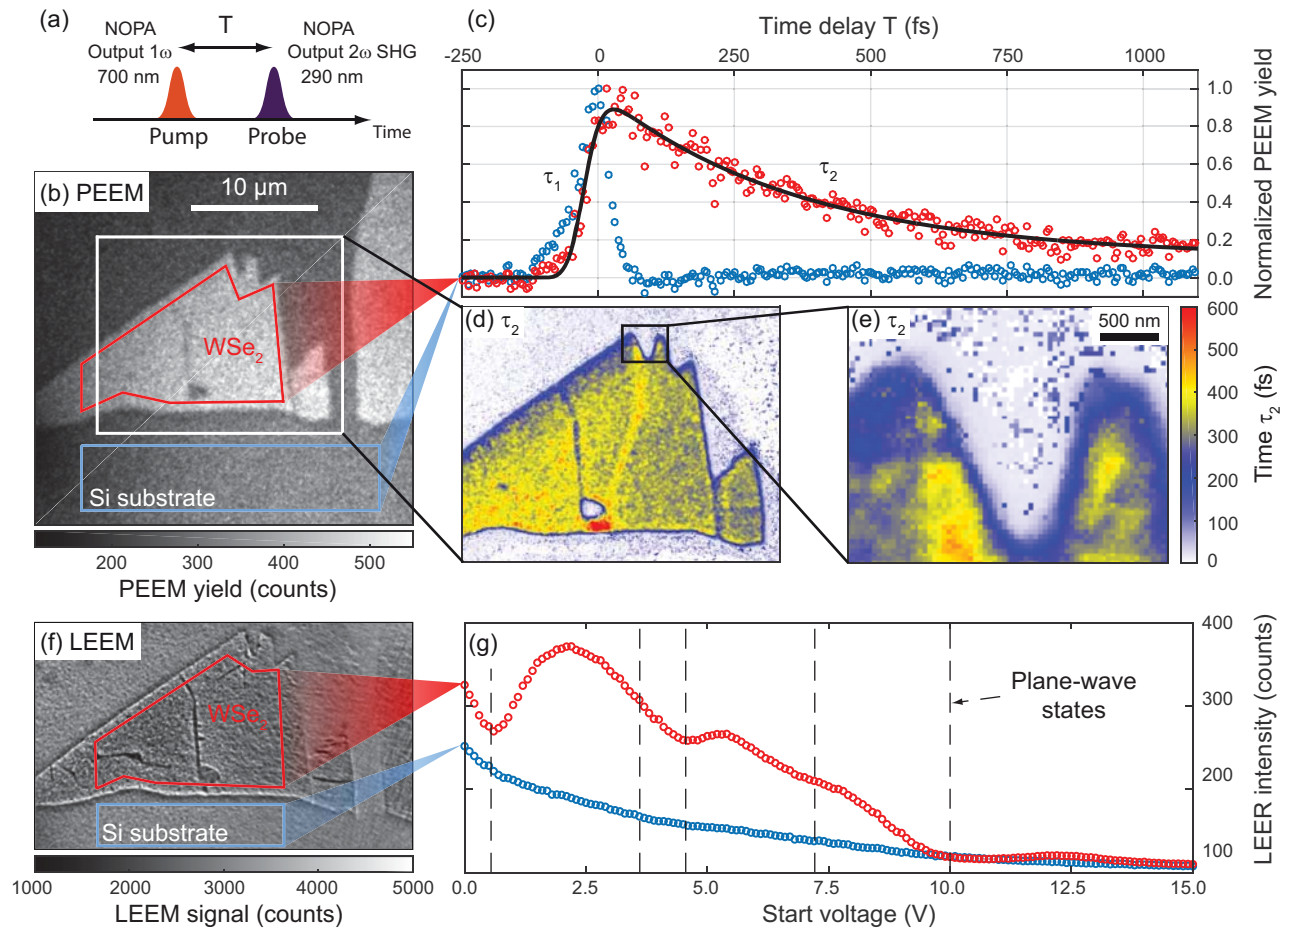 (a)
NOPA
Output 1ω
700 nm
T
NOPA
Output 2ω SHG
290 nm
Pump
Probe
Time
(b) PEEM
10 µm
WSe2
Si substrate
200 300 400 500
PEEM yield (counts)
(c)
Time delay T (fs)
-250 0 250 500 750 1000
τ1
τ2
1.0
0.8
0.6
0.4
0.2
0.0
Normalized PEEM yield
(d) τ2
(e) τ2
500 nm
600
500
400
300
200
100
0
Time τ2 (fs)
(f) LEEM
WSe2
Si substrate
1000 2000 3000 4000 5000
LEEM signal (counts)
(g)
Plane-wave
states
400
300
200
100
LEER intensity (counts)
0.0 2.5 5.0 7.5 10.0 12.5 15.0
Start voltage (V)